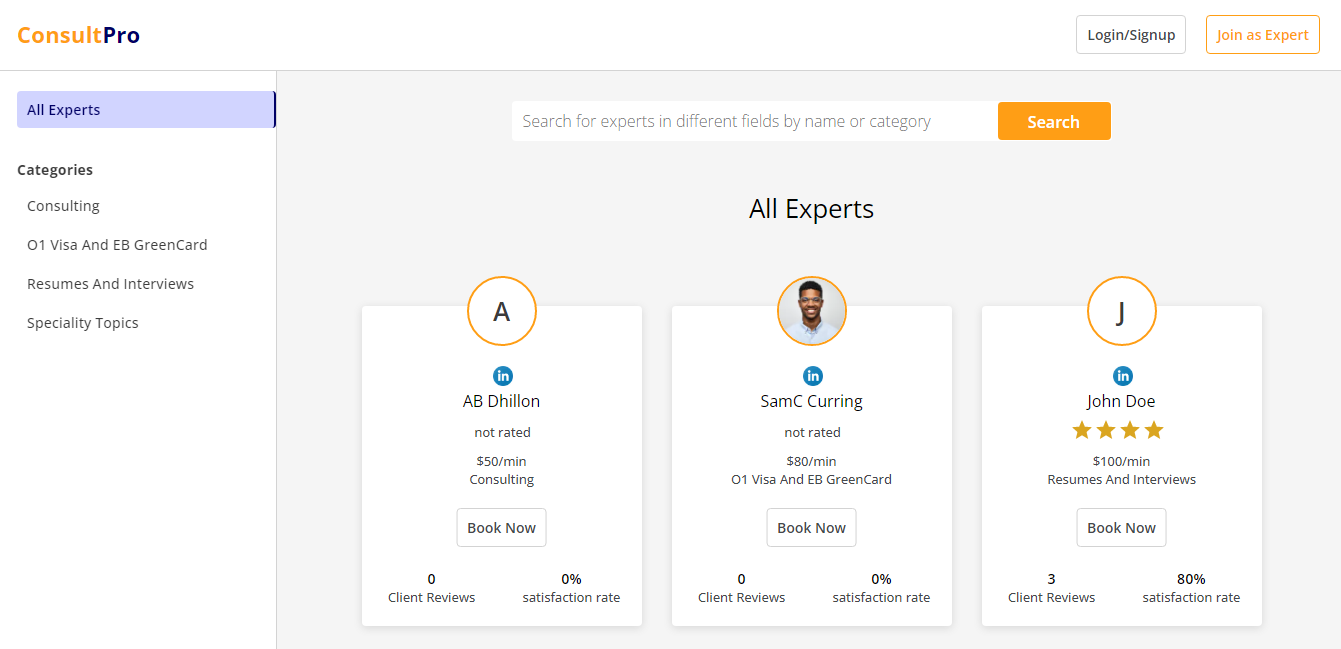 ConsultPro
Login/Signup
Join as Expert
All Experts
Categories
Consulting
O1 Visa And EB GreenCard
Resumes And Interviews
Speciality Topics
Search for experts in different fields by name or category
Search
All Experts
A
in
AB Dhillon
not rated
$50/min
Consulting
Book Now
0
Client Reviews
0%
satisfaction rate
in
SamC Curring
not rated
$80/min
O1 Visa And EB GreenCard
Book Now
0
Client Reviews
0%
satisfaction rate
J
in
John Doe
$100/min
Resumes And Interviews
Book Now
3
Client Reviews
80%
satisfaction rate